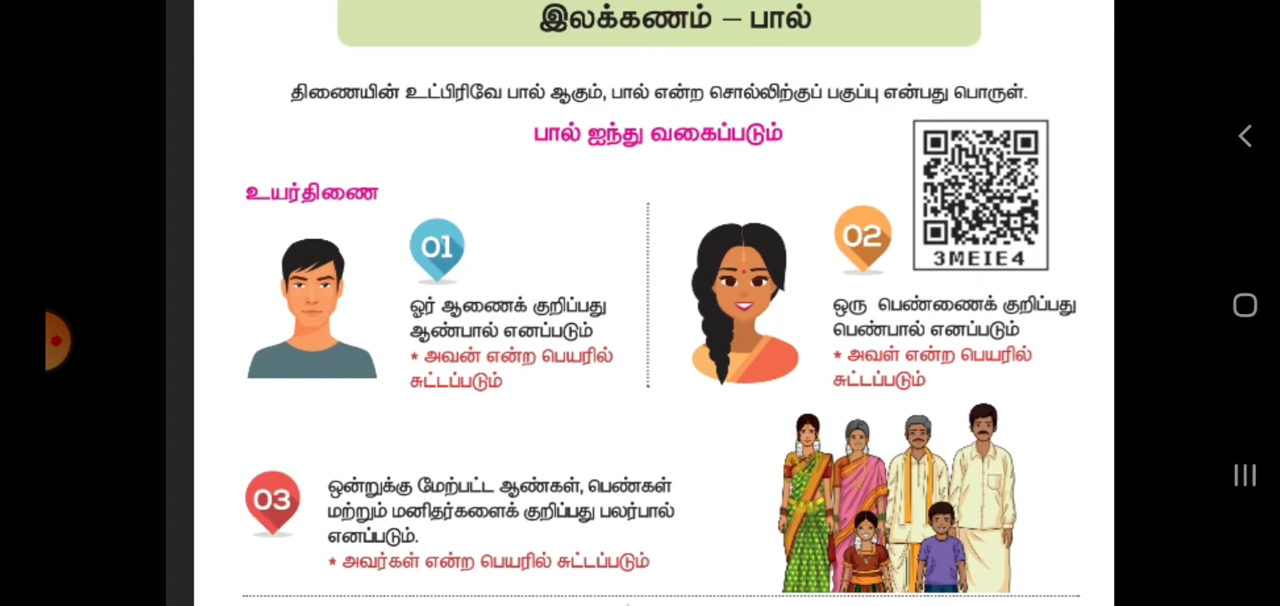 இலக்கணம் – பால்
திணையின் உட்பிரிவே பால் ஆகும், பால் என்ற சொல்லிற்குப் பகுப்பு என்பது பொருள்.
பால் ஐந்து வகைப்படும்
3MEIE4
உயர்திணை
01
ஓர் ஆணைக் குறிப்பது
ஆண்பால் எனப்படும்
* அவன் என்ற பெயரில்
சுட்டப்படும்
02
ஒரு பெண்ணைக் குறிப்பது
பெண்பால் எனப்படும்
* அவள் என்ற பெயரில்
சுட்டப்படும்
03
ஒன்றுக்கு மேற்பட்ட ஆண்கள், பெண்கள்
மற்றும் மனிதர்களைக் குறிப்பது பலர்பால்
எனப்படும்.
* அவர்கள் என்ற பெயரில் சுட்டப்படும்